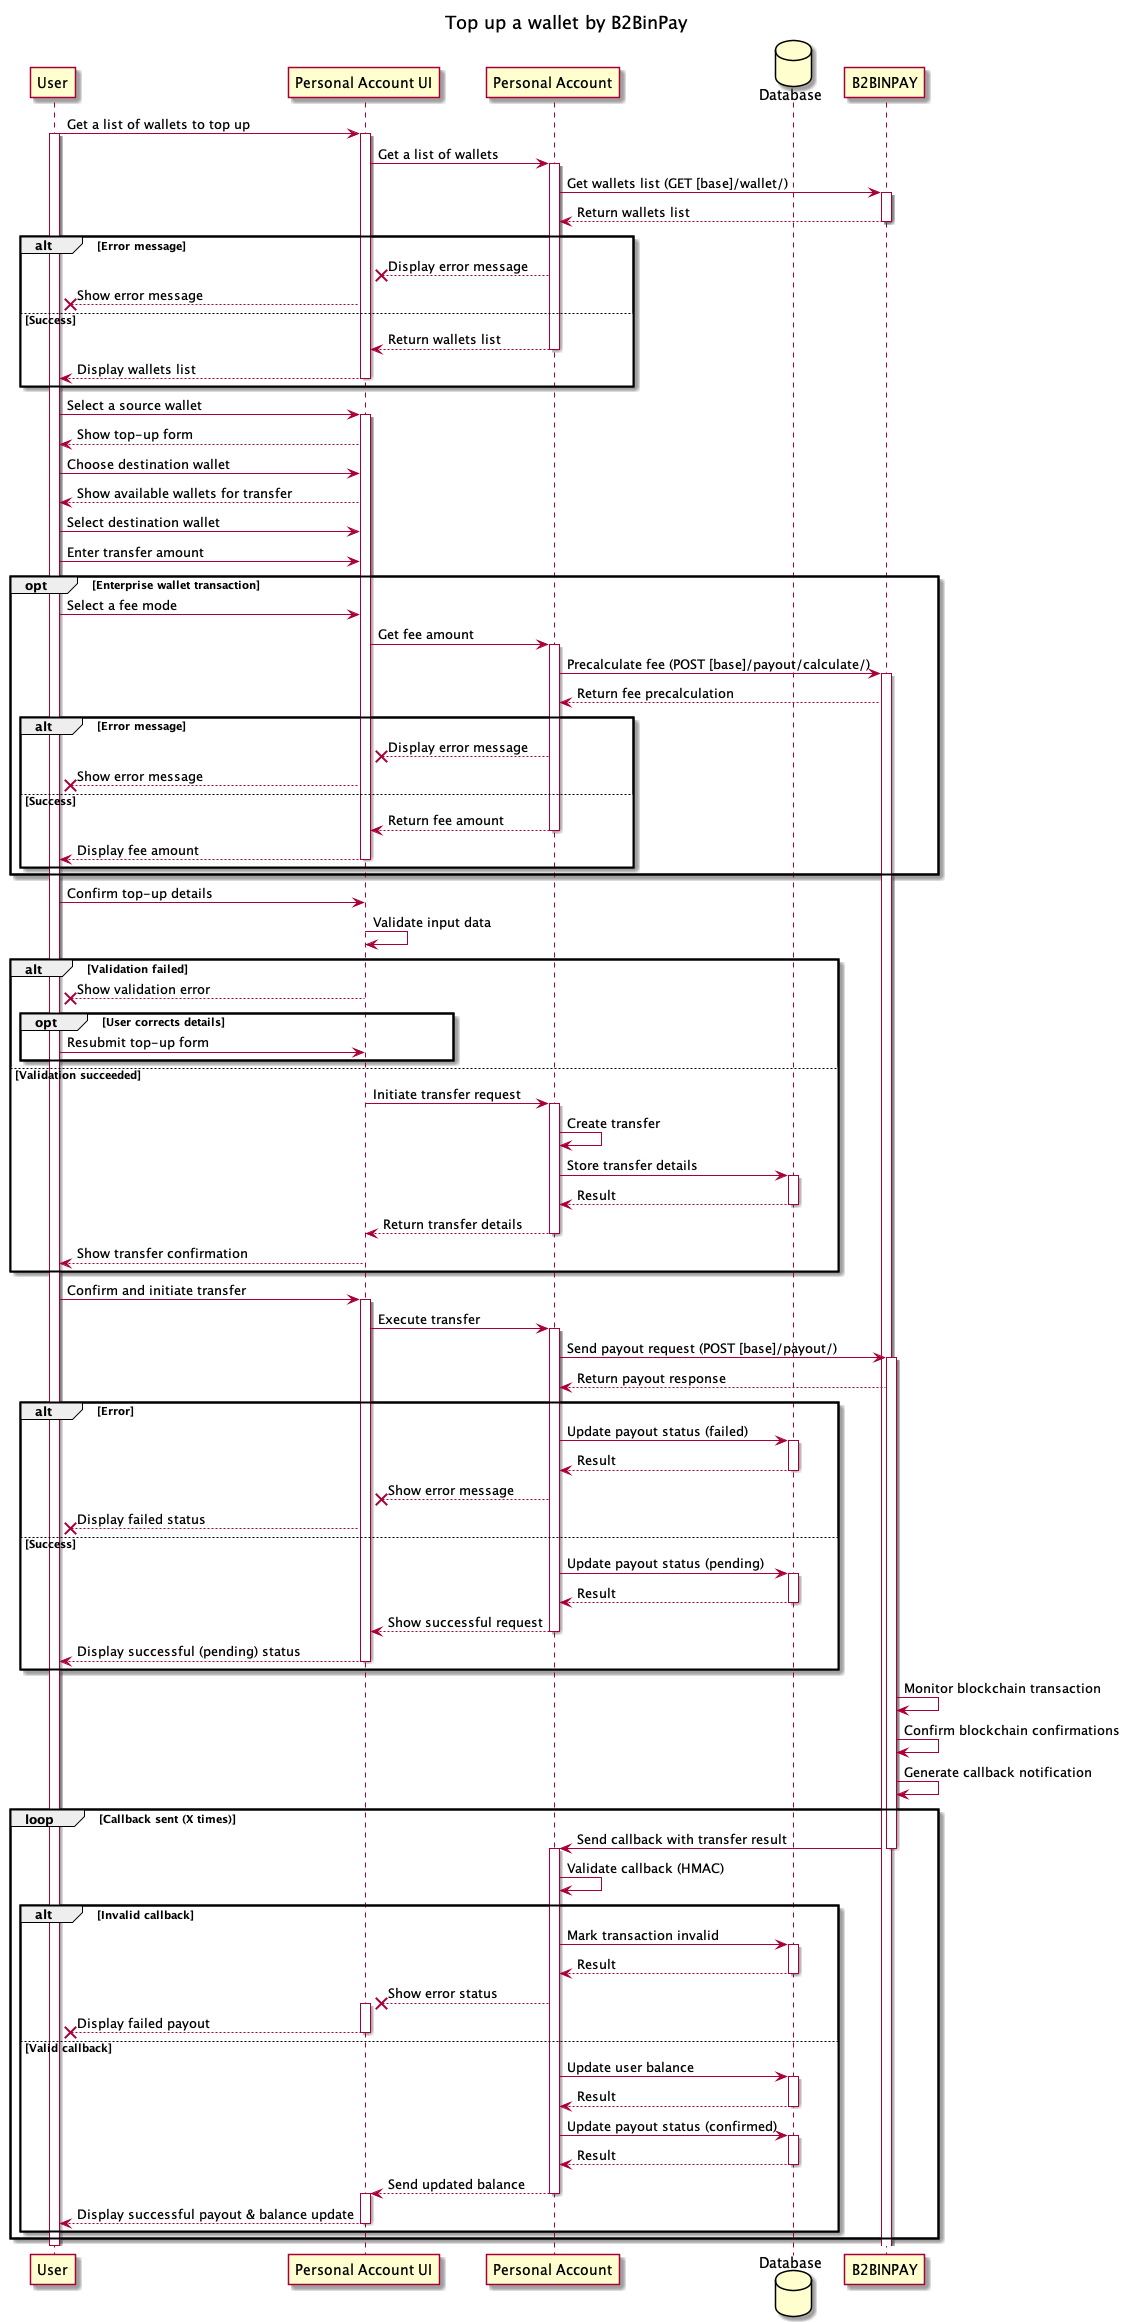 Top up a wallet by B2BinPay
User
Personal Account UI
Personal Account
Database
B2BINPAY
Get a list of wallets to top up
Get a list of wallets
Get wallets list (GET [base]/wallet/)
Return wallets list
alt [Error message]
Display error message
Show error message
[Success]
Return wallets list
Display wallets list
Select a source wallet
Show top-up form
Choose destination wallet
Show available wallets for transfer
Select destination wallet
Enter transfer amount
opt [Enterprise wallet transaction]
Select a fee mode
Get fee amount
Precalculate fee (POST [base]/payout/calculate/)
Return fee precalculation
alt [Error message]
Display error message
Show error message
[Success]
Return fee amount
Display fee amount
Confirm top-up details
Validate input data
alt [Validation failed]
Show validation error
opt [User corrects details]
Resubmit top-up form
[Validation succeeded]
Initiate transfer request
Create transfer
Store transfer details
Result
Return transfer details
Show transfer confirmation
Confirm and initiate transfer
Execute transfer
Send payout request (POST [base]/payout/)
Return payout response
alt [Error]
Update payout status (failed)
Result
Show error message
Display failed status
[Success]
Update payout status (pending)
Result
Show successful request
Display successful (pending) status
Monitor blockchain transaction
Confirm blockchain confirmations
Generate callback notification
loop [Callback sent (X times)]
Send callback with transfer result
Validate callback (HMAC)
alt [Invalid callback]
Mark transaction invalid
Result
Show error status
Display failed payout
[Valid callback]
Update user balance
Result
Update payout status (confirmed)
Result
Send updated balance
Display successful payout & balance update
User
Personal Account UI
Personal Account
Database
B2BINPAY